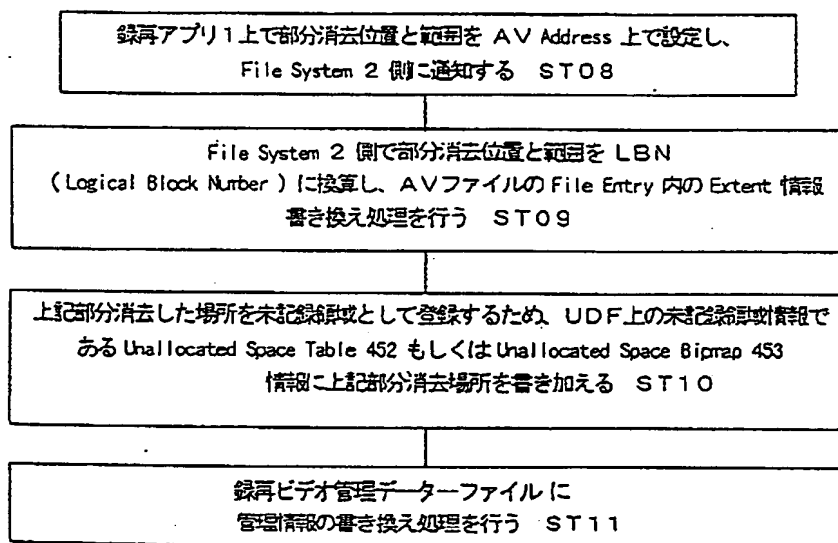 録再アプリ1上で部分消去位置と範囲を AV Address 上で設定し、
File System 2 側に通知する ST08
File System 2 側で部分消去位置と範囲を LBN
( Logical Block Number ) に換算し、AVファイルの File Entry 内の Extent 情報
書き換え処理を行う ST09
上記部分消去した場所を未記録領域として登録するため、UDF上の未記録領域情報で
ある Unallocated Space Table 452 もしくは Unallocated Space Bipmap 453
情報に上記部分消去場所を書き加える ST10
録再ビデオ管理データーファイル に
管理情報の書き換え処理を行う ST11